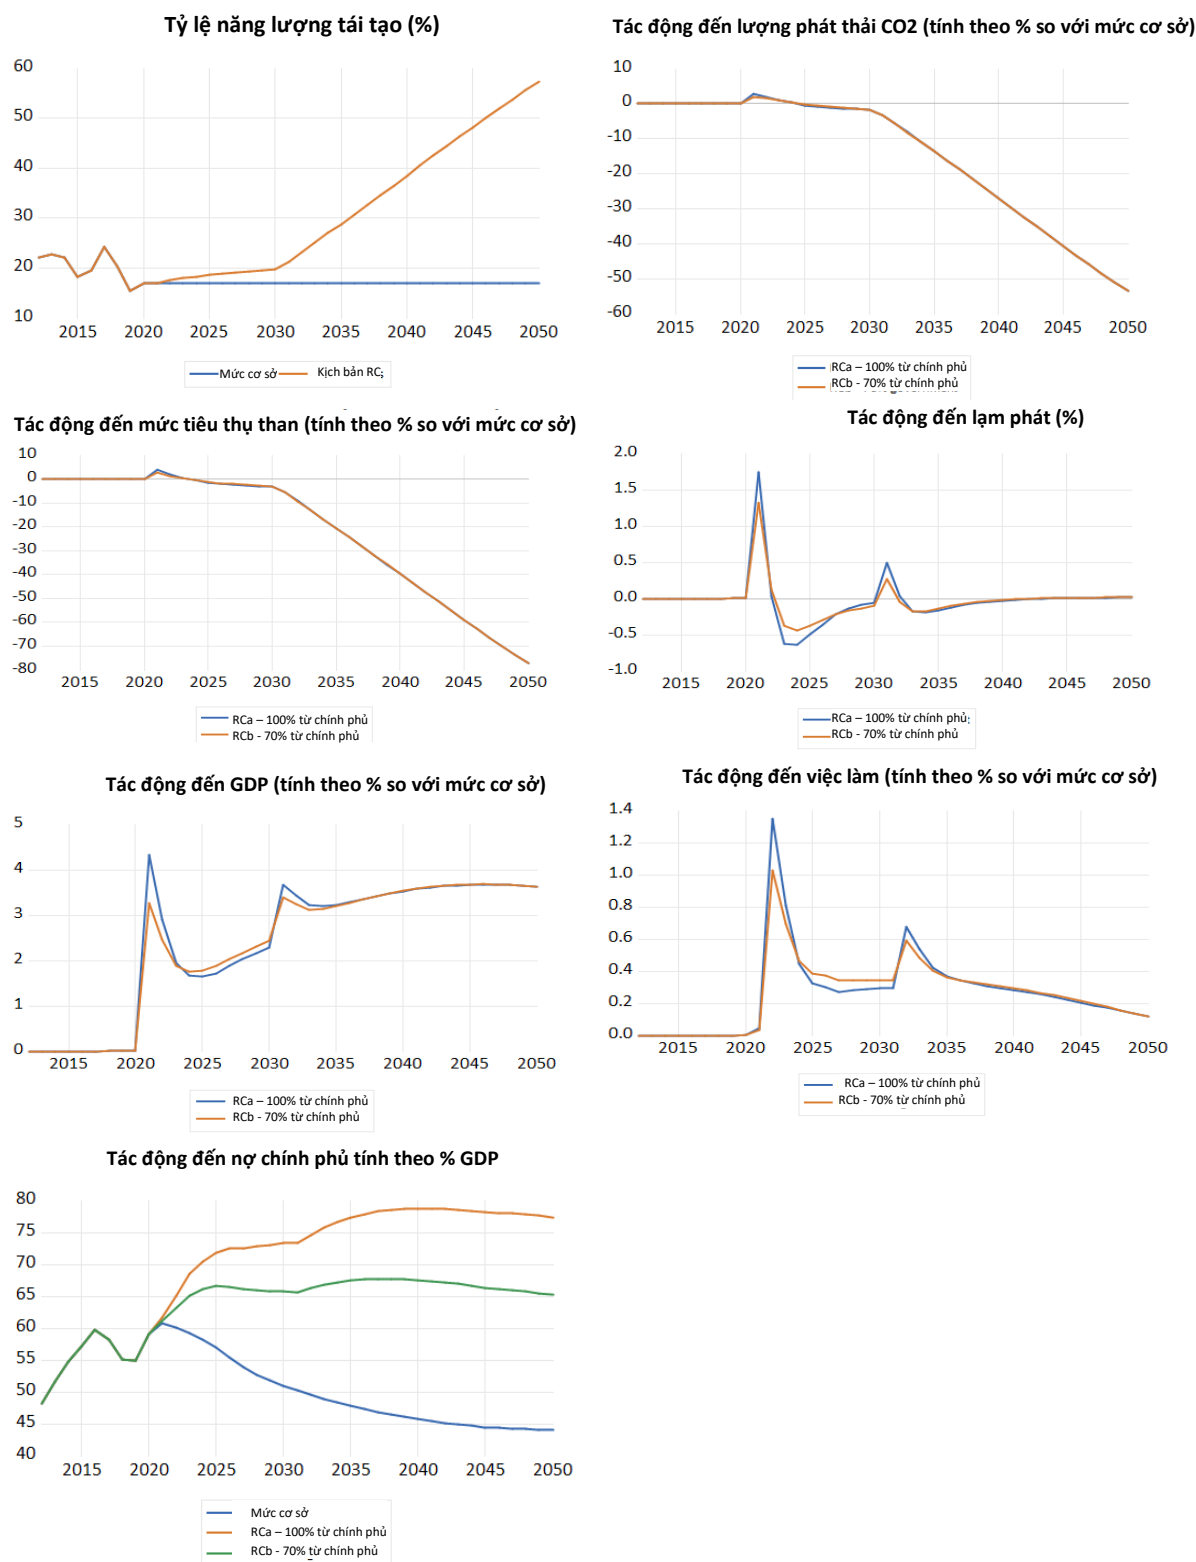 Tỷ lệ năng lượng tái tạo (%)
60
50
40
30
20
10
2015 2020 2025 2030 2035 2040 2045 2050
Mức cơ sở Kịch bản RC
Tác động đến lượng phát thải CO2 (tính theo % so với mức cơ sở)
10
0
-10
-20
-30
-40
-50
-60
2015 2020 2025 2030 2035 2040 2045 2050
RCa – 100% từ chính phủ
RCb - 70% từ chính phủ
Tác động đến mức tiêu thụ than (tính theo % so với mức cơ sở)
10
0
-10
-20
-30
-40
-50
-60
-70
-80
2015 2020 2025 2030 2035 2040 2045 2050
RCa – 100% từ chính phủ
RCb - 70% từ chính phủ
Tác động đến lạm phát (%)
2.0
1.5
1.0
0.5
0.0
-0.5
-1.0
2015 2020 2025 2030 2035 2040 2045 2050
RCa – 100% từ chính phủ
RCb - 70% từ chính phủ
Tác động đến GDP (tính theo % so với mức cơ sở)
5
4
3
2
1
0
2015 2020 2025 2030 2035 2040 2045 2050
RCa – 100% từ chính phủ
RCb - 70% từ chính phủ
Tác động đến việc làm (tính theo % so với mức cơ sở)
1.4
1.2
1.0
0.8
0.6
0.4
0.2
0.0
2015 2020 2025 2030 2035 2040 2045 2050
RCa – 100% từ chính phủ
RCb - 70% từ chính phủ
Tác động đến nợ chính phủ tính theo % GDP
80
75
70
65
60
55
50
45
40
2015 2020 2025 2030 2035 2040 2045 2050
Mức cơ sở
RCa – 100% từ chính phủ
RCb - 70% từ chính phủ